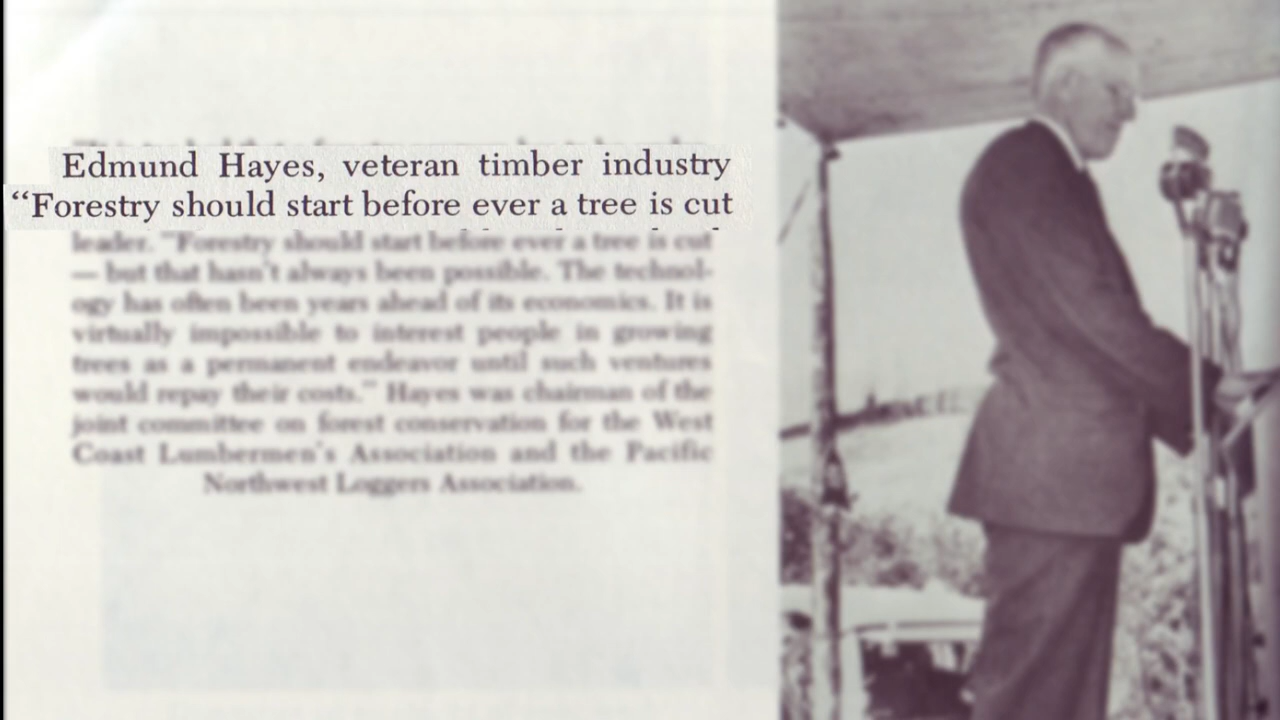 Edmund Hayes, veteran timber industry
“Forestry should start before ever a tree is cut
leader. "Forestry should start before ever a tree is cut
— but that hasn't always been possible. The technol-
ogy has often been years ahead of its economics. It is
virtually impossible to interest people in growing
trees as a permanent endeavor until such ventures
would repay their costs." Hayes was chairman of the
joint committee on forest conservation for the West
Coast Lumbermen's Association and the Pacific
Northwest Loggers Association.